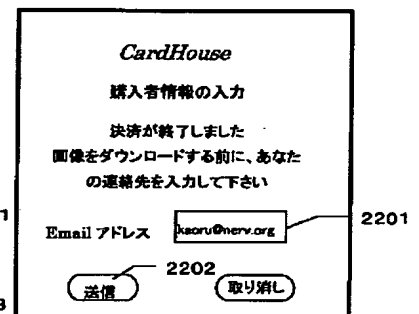 CardHouse
購入者情報の入力
決済が終了しました
画像をダウンロードする前に、あなた
の連絡先を入力して下さい
1
Email アドレス kaoru@nerv.org 2201
2202
送信 取り消し
3